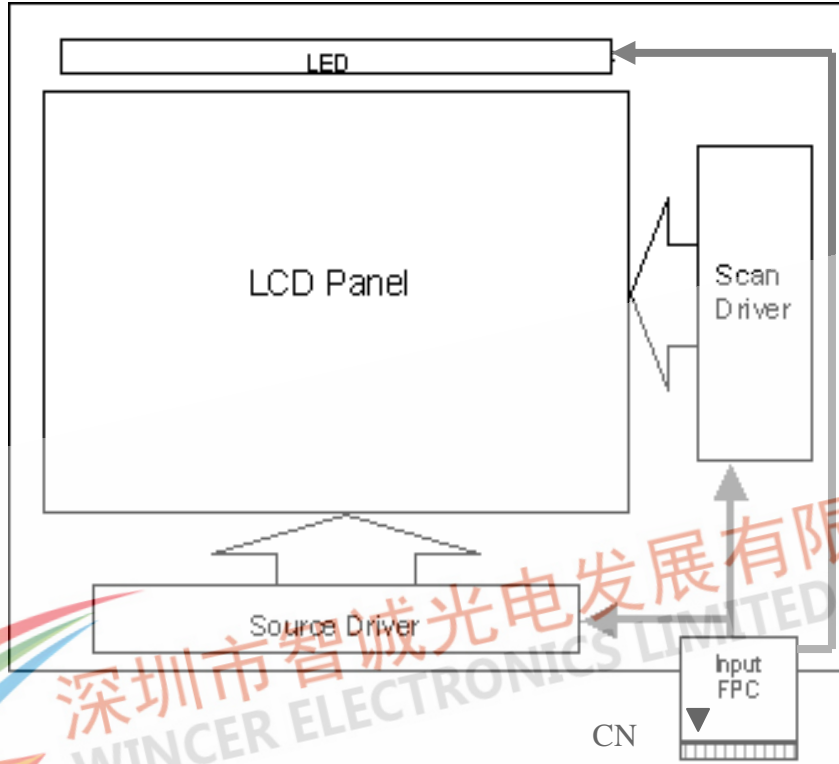 LED
LCD Panel
Scan
Driver
Source Driver
Input
FPC
CN
深圳市智诚光电发展有限
WINCER ELECTRONICS LIMITED